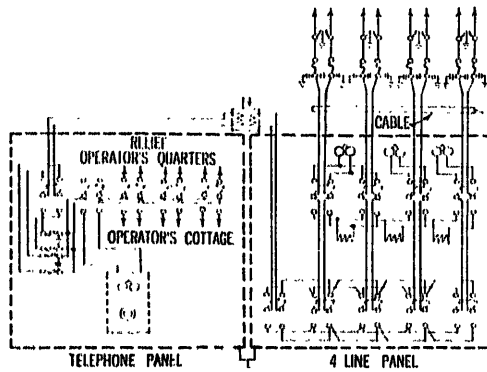 CABLE
RELIEF
OPERATOR'S QUARTERS
OPERATOR'S COTTAGE
TELEPHONE PANEL
4 LINE PANEL